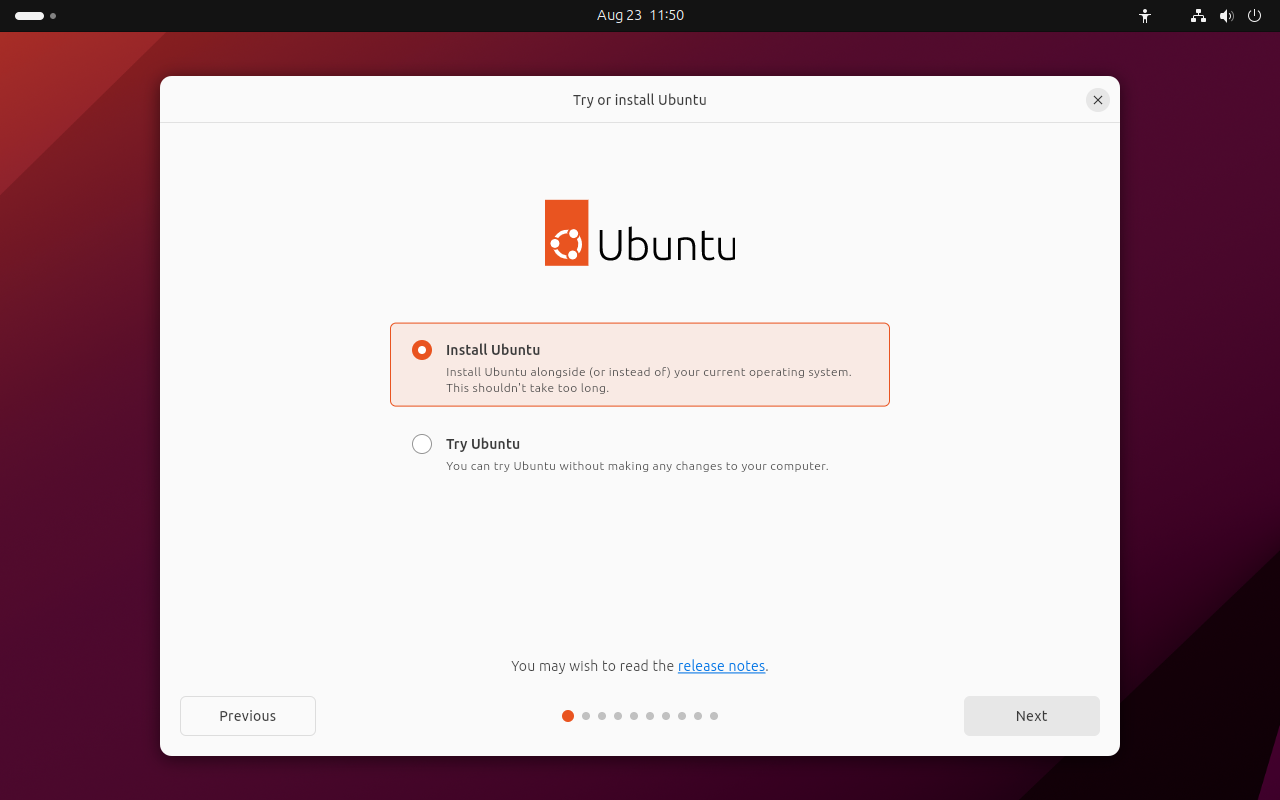 Aug 23 11:50
Try or install Ubuntu
Ubuntu
Install Ubuntu
Install Ubuntu alongside (or instead of) your current operating system.
This shouldn't take too long.
Try Ubuntu
You can try Ubuntu without making any changes to your computer.
You may wish to read the release notes.
Previous
Next